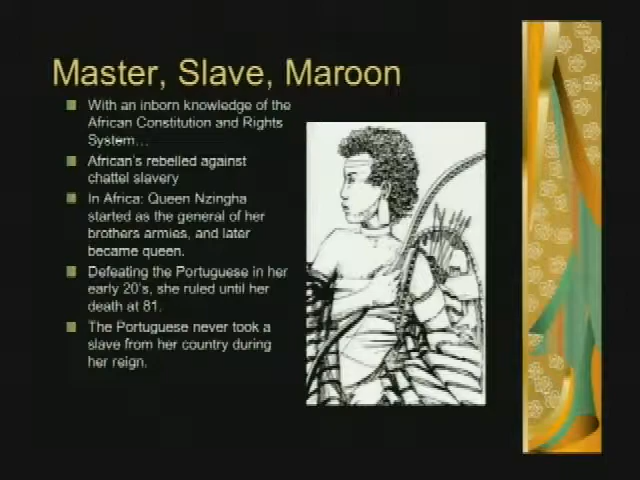 Master, Slave, Maroon
With an inborn knowledge of the
African Constitution and Rights
System…
African's rebelled against
chattel slavery
In Africa: Queen Nzingha
started as the general of her
brothers armies, and later
became queen.
Defeating the Portuguese in her
early 20's, she ruled until her
death at 81.
The Portuguese never took a
slave from her country during
her reign.